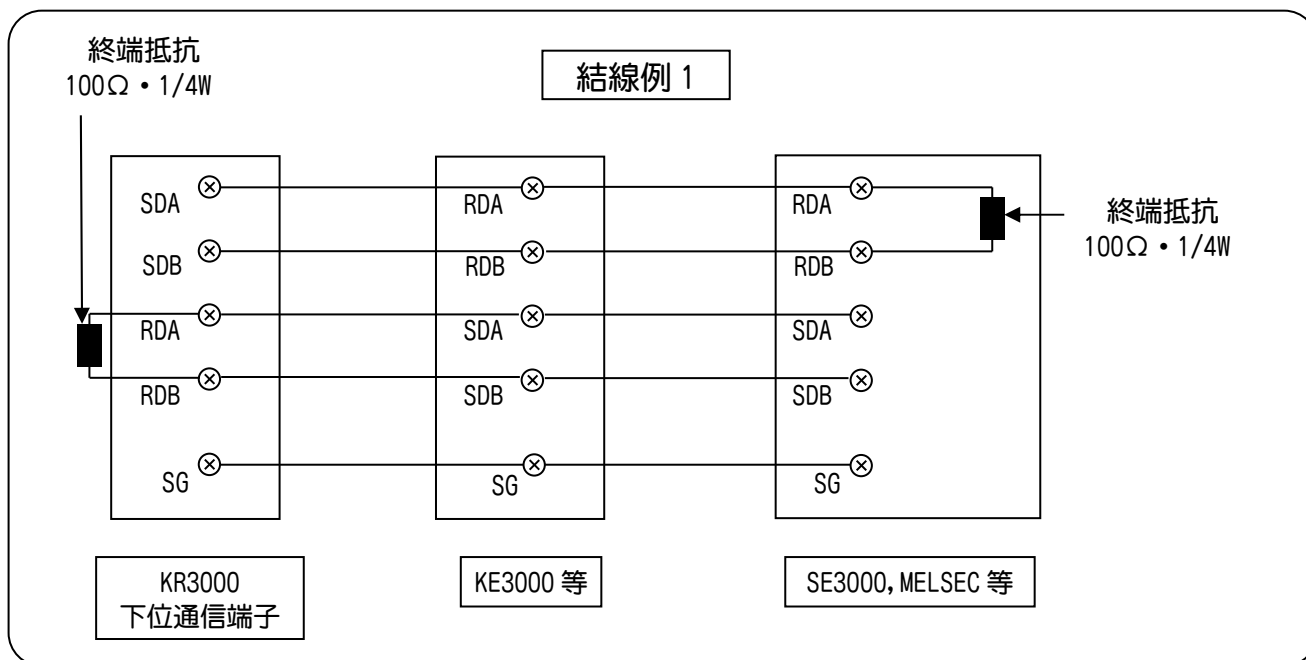 結線例 1
終端抵抗
100Ω・1/4W
SDA
SDB
RDA
RDB
SG
RDA
RDB
SDA
SDB
SG
RDA
RDB
SDA
SDB
SG
終端抵抗
100Ω・1/4W
KR3000
下位通信端子
KE3000 等
SE3000,MELSEC 等